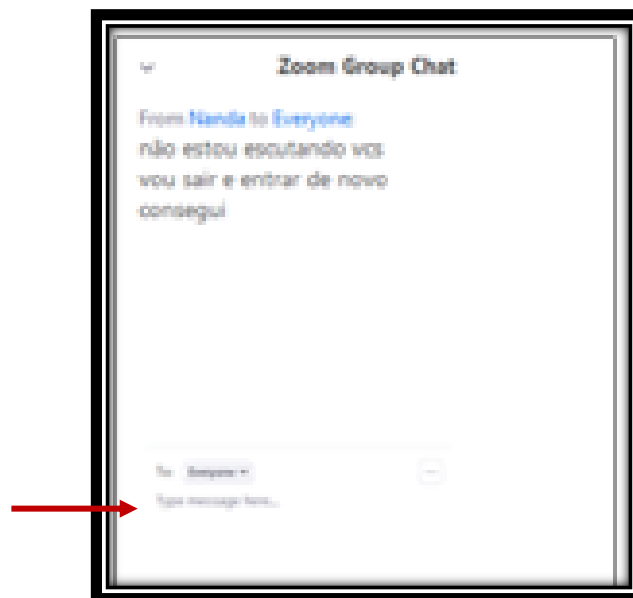 Zoom Group Chat
From Nanda to Everyone
não estou escutando vcs
vou sair e entrar de novo
consegui
To: Everyone
Type message here...